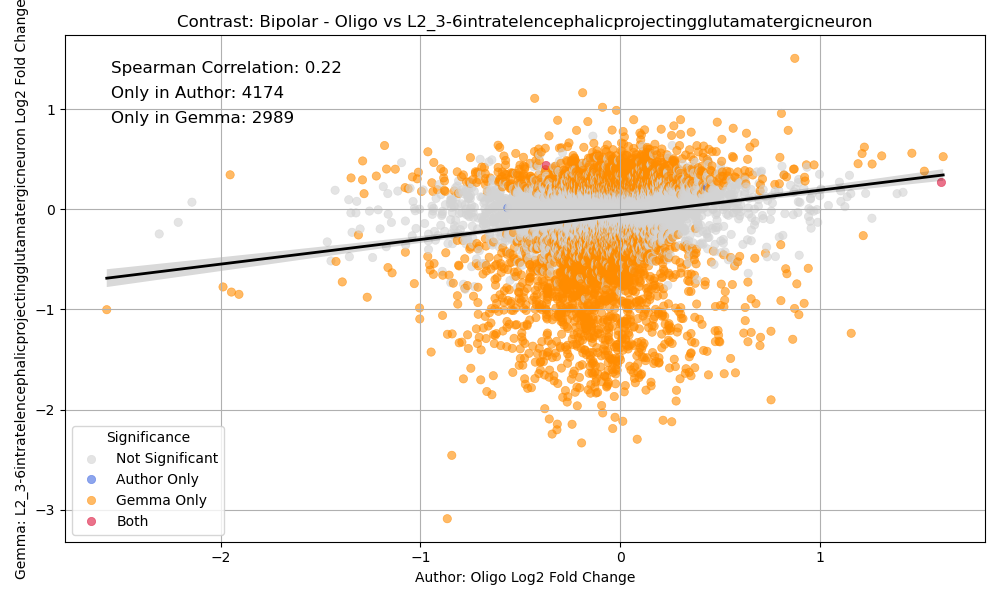 Contrast: Bipolar - Oligo vs L2_3-6intratelencephalicprojectingglutamatergicneuron
Gemma: L2_3-6intratelencephalicprojectingglutamatergicneuron Log2 Fold Change
Spearman Correlation: 0.22
Only in Author: 4174
Only in Gemma: 2989
1
0
−1
−2
−3
Significance
Not Significant
Author Only
Gemma Only
Both
−2
−1
0
1
Author: Oligo Log2 Fold Change